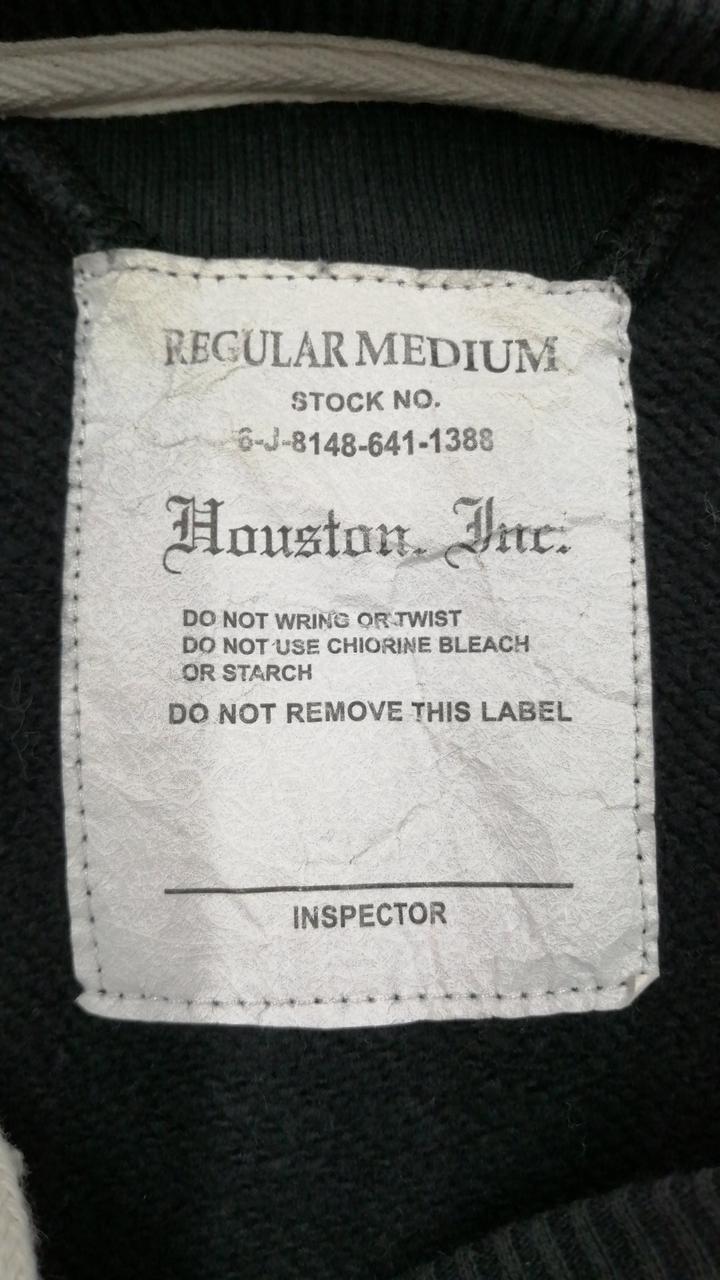 REGULAR MEDIUM
STOCK NO.
6-J-8148-641-1388
Houston. Inc.
DO NOT WRING OR TWIST
DO NOT USE CHIORINE BLEACH
OR STARCH
DO NOT REMOVE THIS LABEL
INSPECTOR